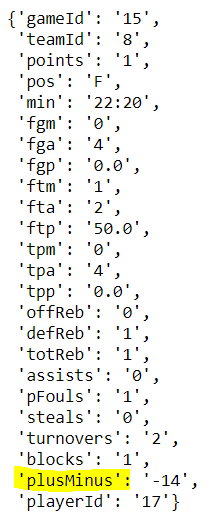 {'gameId': '15',
'teamId': '8',
'points': '1',
'pos': 'F',
'min': '22:20',
'fgm': '0',
'fga': '4',
'fgp': '0.0',
'ftm': '1',
'fta': '2',
'ftp': '50.0',
'tpm': '0',
'tpa': '4',
'tpp': '0.0',
'offReb': '0',
'defReb': '1',
'totReb': '1',
'assists': '0',
'pFouls': '1',
'steals': '0',
'turnovers': '2',
'blocks': '1',
'plusMinus': '-14',
'playerId': '17'}